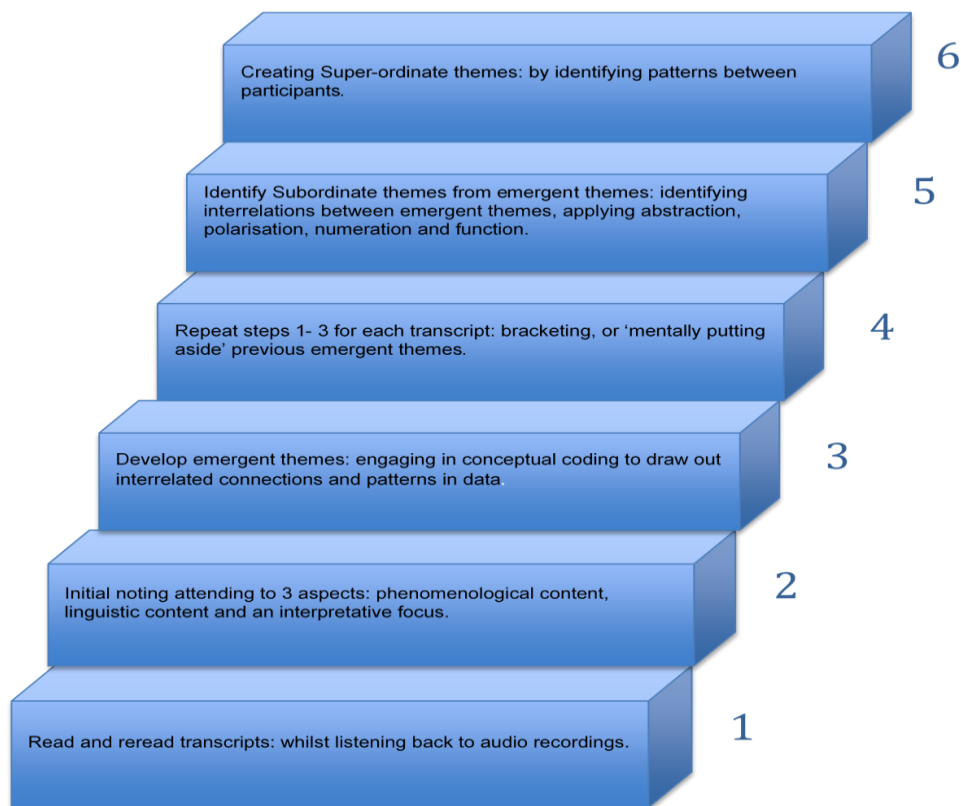 6
Creating Super-ordinate themes: by identifying patterns between
participants.
5
Identify Subordinate themes from emergent themes: identifying
interrelations between emergent themes, applying abstraction,
polarisation, numeration and function.
4
Repeat steps 1- 3 for each transcript: bracketing, or ‘mentally putting
aside’ previous emergent themes.
3
Develop emergent themes: engaging in conceptual coding to draw out
interrelated connections and patterns in data.
2
Initial noting attending to 3 aspects: phenomenological content,
linguistic content and an interpretative focus.
1
Read and reread transcripts: whilst listening back to audio recordings.